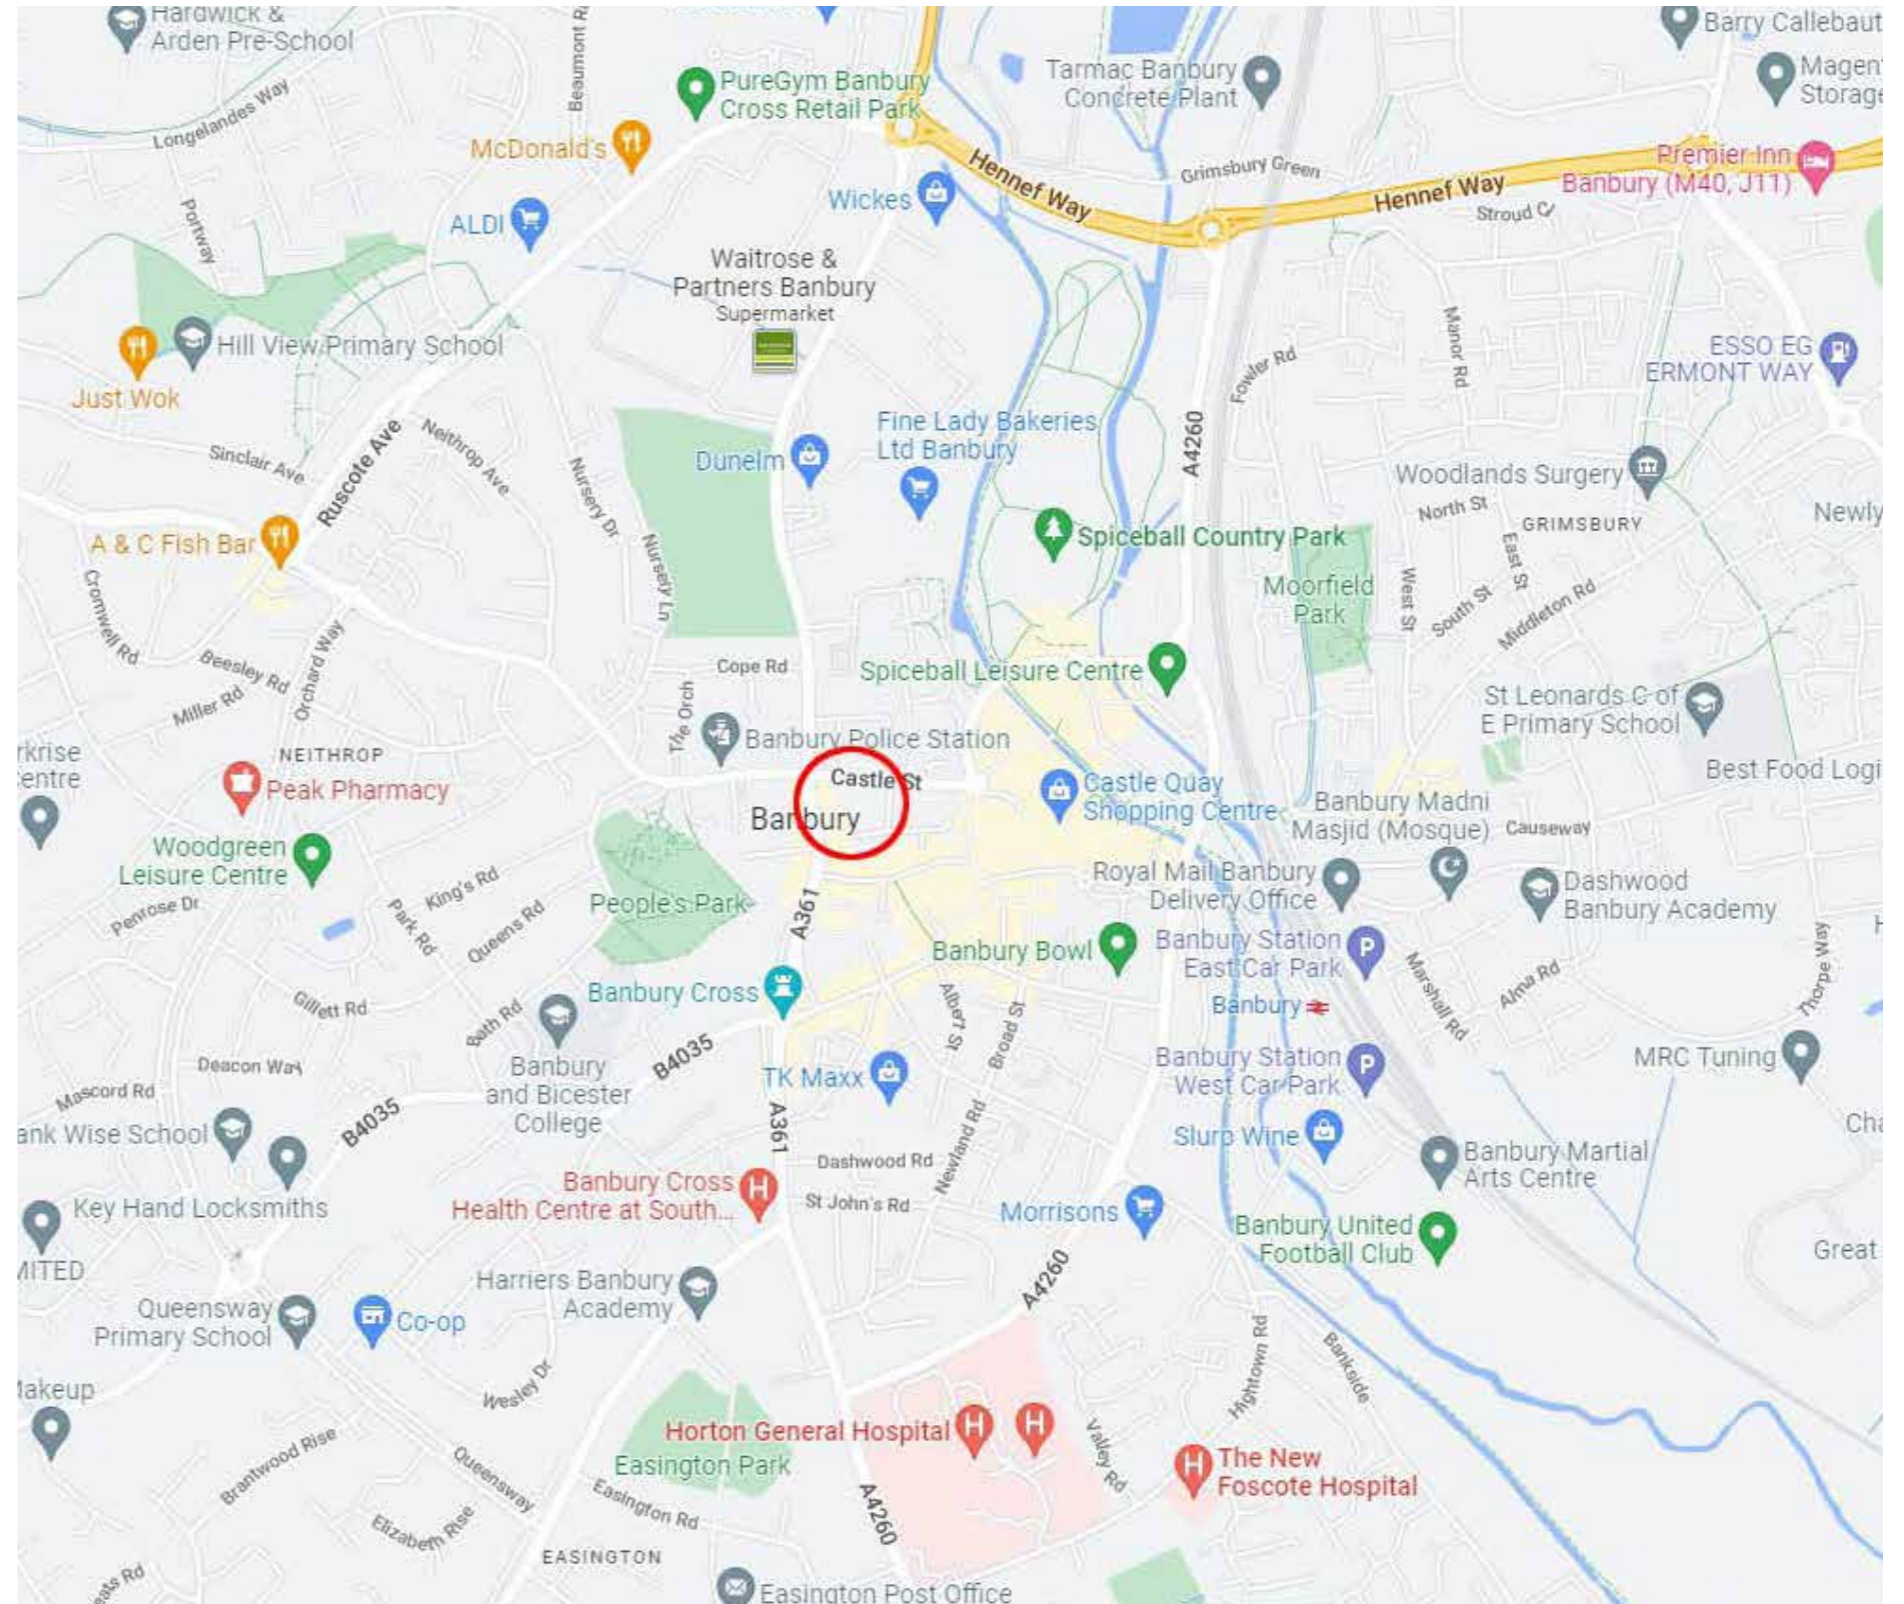 Hardwick &
Arden Pre-School
Beaumont
Barry Callebaut
PureGym Banbury
Cross Retail Park
Tarmac Banbury
Concrete Plant
Storage
Longelandes Way
McDonald's
Hennef Way
Grimsbury Green
Premier Inn
Banbury (M40, J11)
Hennef Way
Stroud
Wickes
ALDI
Portway
Waitrose &
Partners Banbury
Supermarket
Hill View Primary School
Just Wok
Manor Rd
Fowler Rd
ESSO EG
ERMONT WAY
Fine Lady Bakeries
Ltd Banbury
A4260
Neithrop Ave
Sinclair Ave
Ruscote Ave
Nursery Dr
Dunelm
Woodlands Surgery
North St
GRIMSBURY
Newly
A & C Fish Bar
Spiceball Country Park
East St
Nursery Ln
Moorfield
Park
West St
South St
Middleton Rd
Cromwell Rd
Beesley Rd
Orchard Way
Miller Rd
Cope Rd
The Orch
Spiceball Leisure Centre
St Leonards C of
E Primary School
Banbury Police Station
NEITHROP
rkrise
entre
Peak Pharmacy
Castle St
Banbury
Castle Quay
Shopping Centre
Best Food Logi
Banbury Madni
Masjid (Mosque)
Causeway
Woodgreen
Leisure Centre
King's Rd
Penrose Dr
Park Rd
Queens Rd
People's Park
A361
Royal Mail Banbury
Delivery Office
Dashwood
Banbury Academy
Banbury Bowl
Banbury Station
East Car Park
Marshall Rd
Alma Rd
Thorpe Way
Banbury Cross
Banbury
Gillett Rd
Bath Rd
Albert St
Broad St
Deacon Way
Mascord Rd
Banbury
and Bicester
College
B4035
TK Maxx
Banbury Station
West Car Park
MRC Tuning
B4035
ank Wise School
A361
Slurp Wine
Cha
Dashwood Rd
Newland Rd
Banbury Martial
Arts Centre
Banbury Cross
Health Centre at South...
St John's Rd
Key Hand Locksmiths
Morrisons
Banbury United
Football Club
Great
MITED
Harriers Banbury
Academy
A4260
Queensway
Primary School
Co-op
Hightown Rd
Bankside
Makeup
Wesley Dr
Horton General Hospital
Valley Rd
Easington Park
The New
Foscote Hospital
Brantwood Rise
Queensway
Easington Rd
A4260
Elizabeth Rise
EASINGTON
eats Rd
Easington Post Office